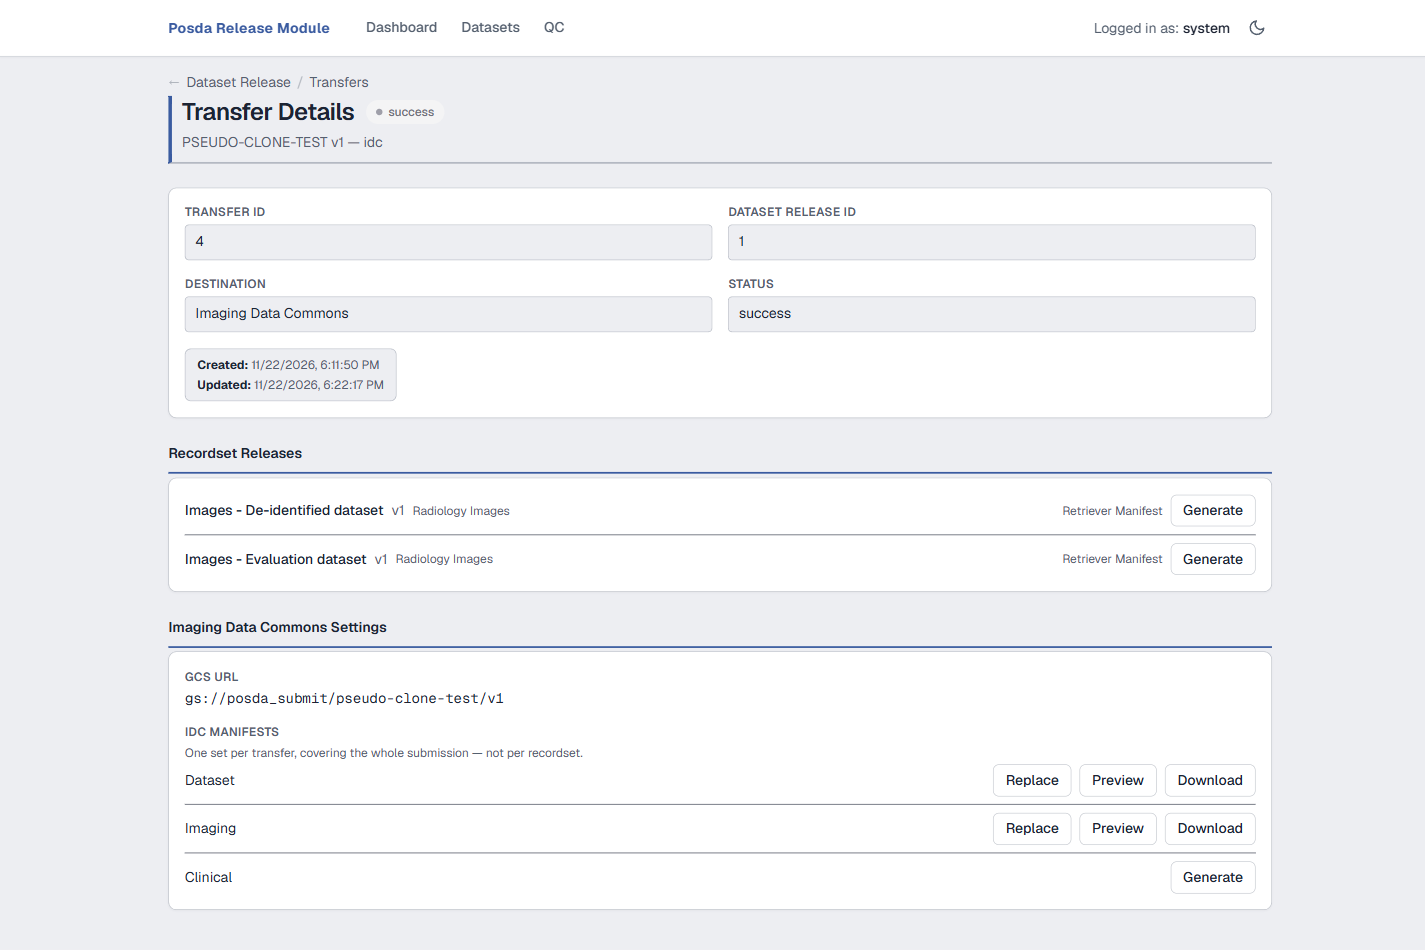 Posda Release Module Dashboard Datasets QC Logged in as: system
← Dataset Release / Transfers
Transfer Details success
PSEUDO-CLONE-TEST v1 — idc
TRANSFER ID
4
DATASET RELEASE ID
1
DESTINATION
Imaging Data Commons
STATUS
success
Created: 11/22/2026, 6:11:50 PM
Updated: 11/22/2026, 6:22:17 PM
Recordset Releases
Images - De-identified dataset v1 Radiology Images Retriever Manifest Generate
Images - Evaluation dataset v1 Radiology Images Retriever Manifest Generate
Imaging Data Commons Settings
GCS URL
gs://posda_submit/pseudo-clone-test/v1
IDC MANIFESTS
One set per transfer, covering the whole submission — not per recordset.
Dataset Replace Preview Download
Imaging Replace Preview Download
Clinical Generate